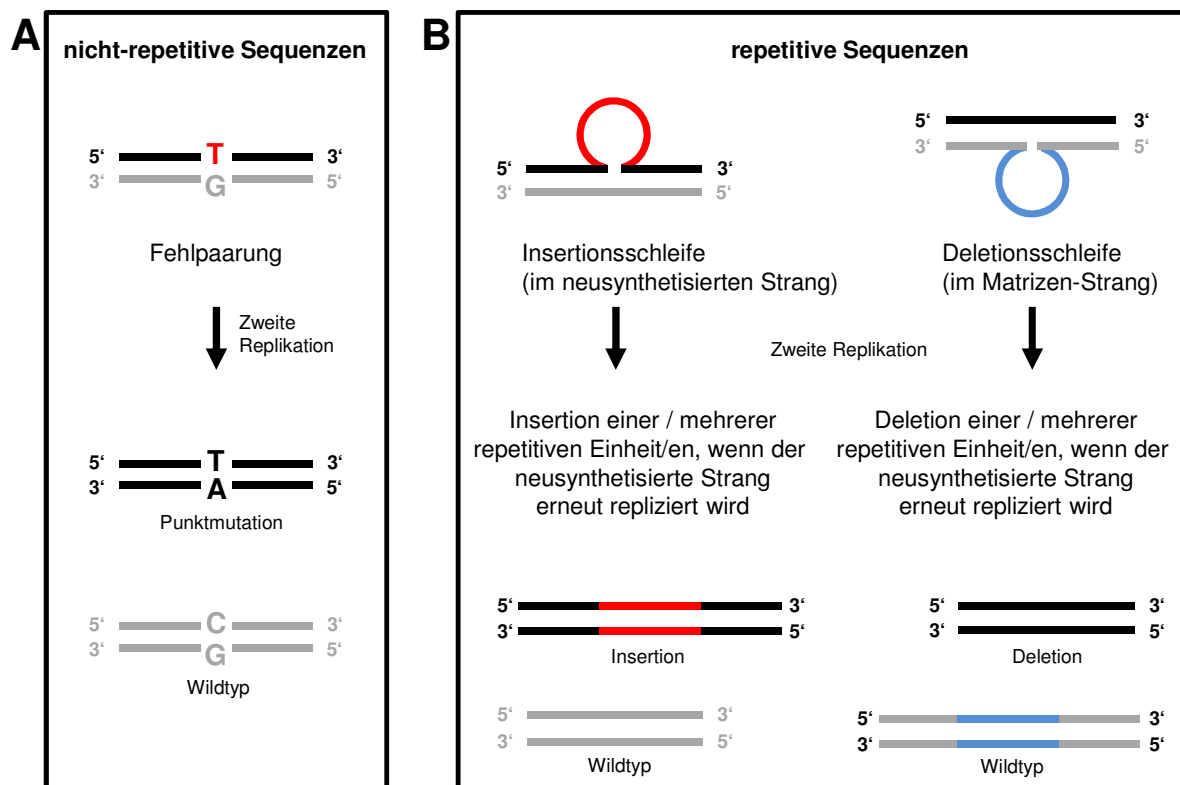 A
nicht-repetitive Sequenzen
5‘ T 3‘
3‘ G 5‘
Fehlpaarung
Zweite
Replikation
5‘ T 3‘
3‘ A 5‘
Punktmutation
5‘ C 3‘
3‘ G 5‘
Wildtyp
B
repetitive Sequenzen
5‘ 3‘
3‘ 5‘
Insertionsschleife
(im neusynthetisierten Strang)
5‘ 3‘
3‘ 5‘
Deletionsschleife
(im Matrizen-Strang)
Zweite Replikation
Insertion einer / mehrerer
repetitiven Einheit/en, wenn der
neusynthetisierte Strang
erneut repliziert wird
Deletion einer / mehrerer
repetitiven Einheit/en, wenn der
neusynthetisierte Strang
erneut repliziert wird
5‘ 3‘
3‘ 5‘
Insertion
5‘ 3‘
3‘ 5‘
Deletion
5‘ 3‘
3‘ 5‘
Wildtyp
5‘ 3‘
3‘ 5‘
Wildtyp